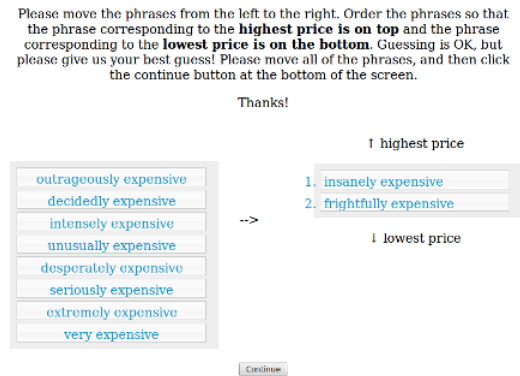 Please move the phrases from the left to the right. Order the phrases so that
the phrase corresponding to the highest price is on top and the phrase
corresponding to the lowest price is on the bottom. Guessing is OK, but
please give us your best guess! Please move all of the phrases, and then click
the continue button at the bottom of the screen.
Thanks!
↑ highest price
outrageously expensive
decidedly expensive
intensely expensive
unusually expensive
desperately expensive
seriously expensive
extremely expensive
very expensive
-->
1. insanely expensive
2. frightfully expensive
↓ lowest price
Continue